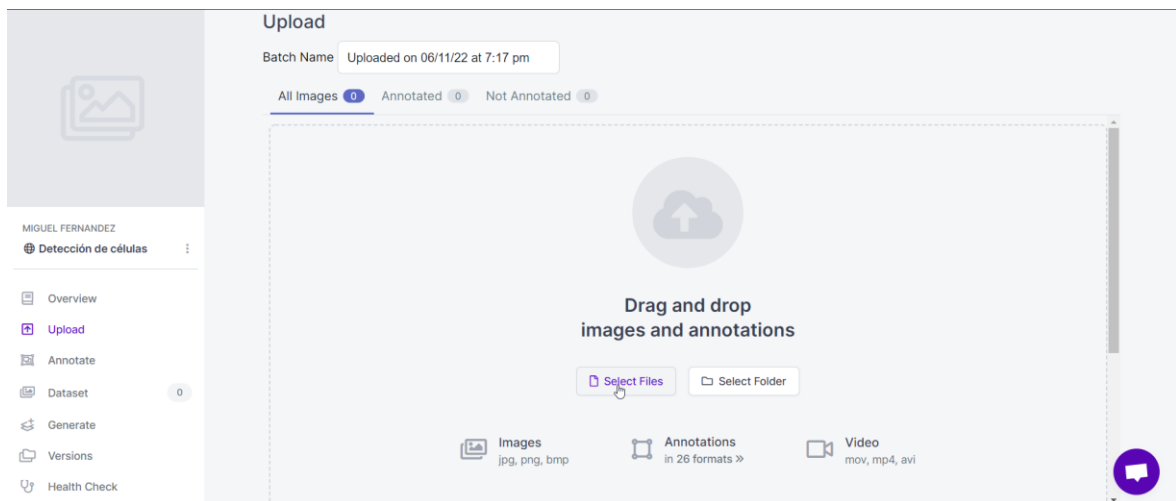 Upload
Batch Name Uploaded on 06/11/22 at 7:17 pm
All Images 0 Annotated 0 Not Annotated 0
MIGUEL FERNANDEZ
Detección de células
Overview
Upload
Annotate
Dataset 0
Generate
Versions
Health Check
Drag and drop
images and annotations
Select Files Select Folder
Images
jpg, png, bmp
Annotations
in 26 formats »
Video
mov, mp4, avi